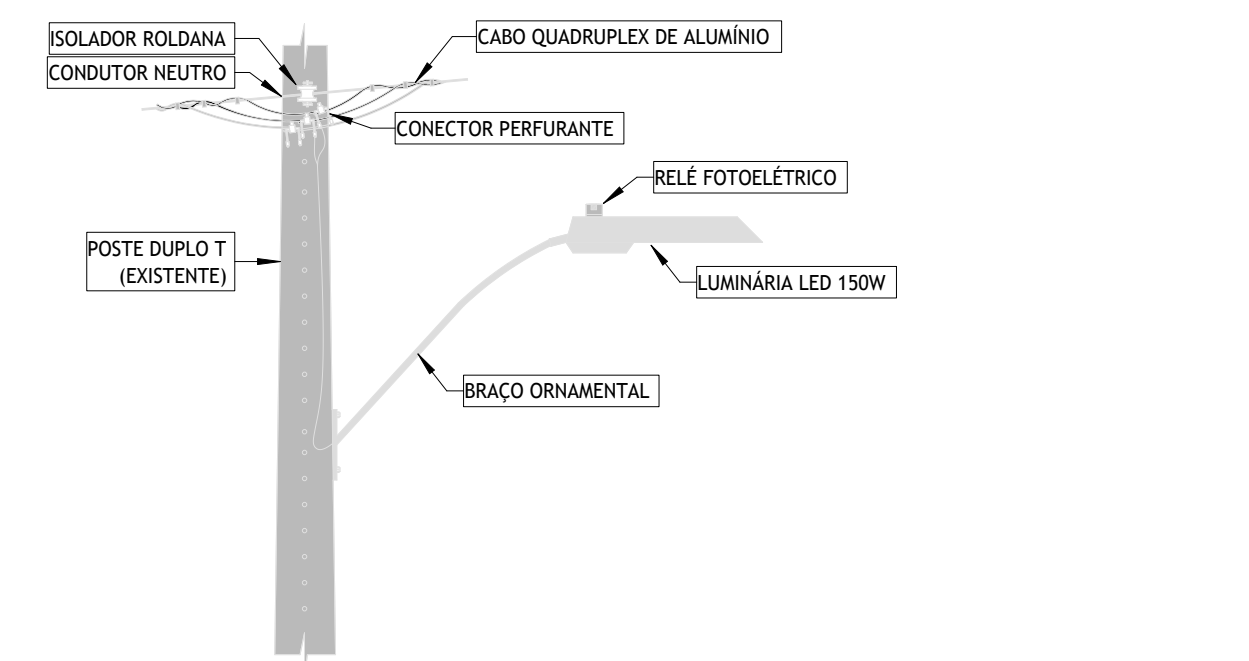 ISOLADOR ROLDANA
CABO QUADRUPLEX DE ALUMÍNIO
CONDUTOR NEUTRO
CONECTOR PERFURANTE
RELÉ FOTOELÉTRICO
POSTE DUPLO T
(EXISTENTE)
LUMINÁRIA LED 150W
BRAÇO ORNAMENTAL